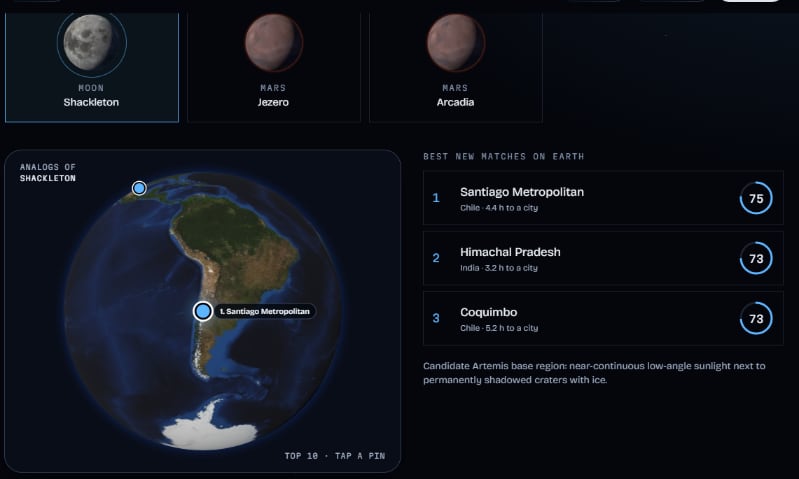 MOON
Shackleton
MARS
Jezero
MARS
Arcadia
ANALOGS OF
SHACKLETON
1. Santiago Metropolitan
TOP 10 · TAP A PIN
BEST NEW MATCHES ON EARTH
1
Santiago Metropolitan
Chile · 4.4 h to a city
75
2
Himachal Pradesh
India · 3.2 h to a city
73
3
Coquimbo
Chile · 5.2 h to a city
73
Candidate Artemis base region: near-continuous low-angle sunlight next to
permanently shadowed craters with ice.